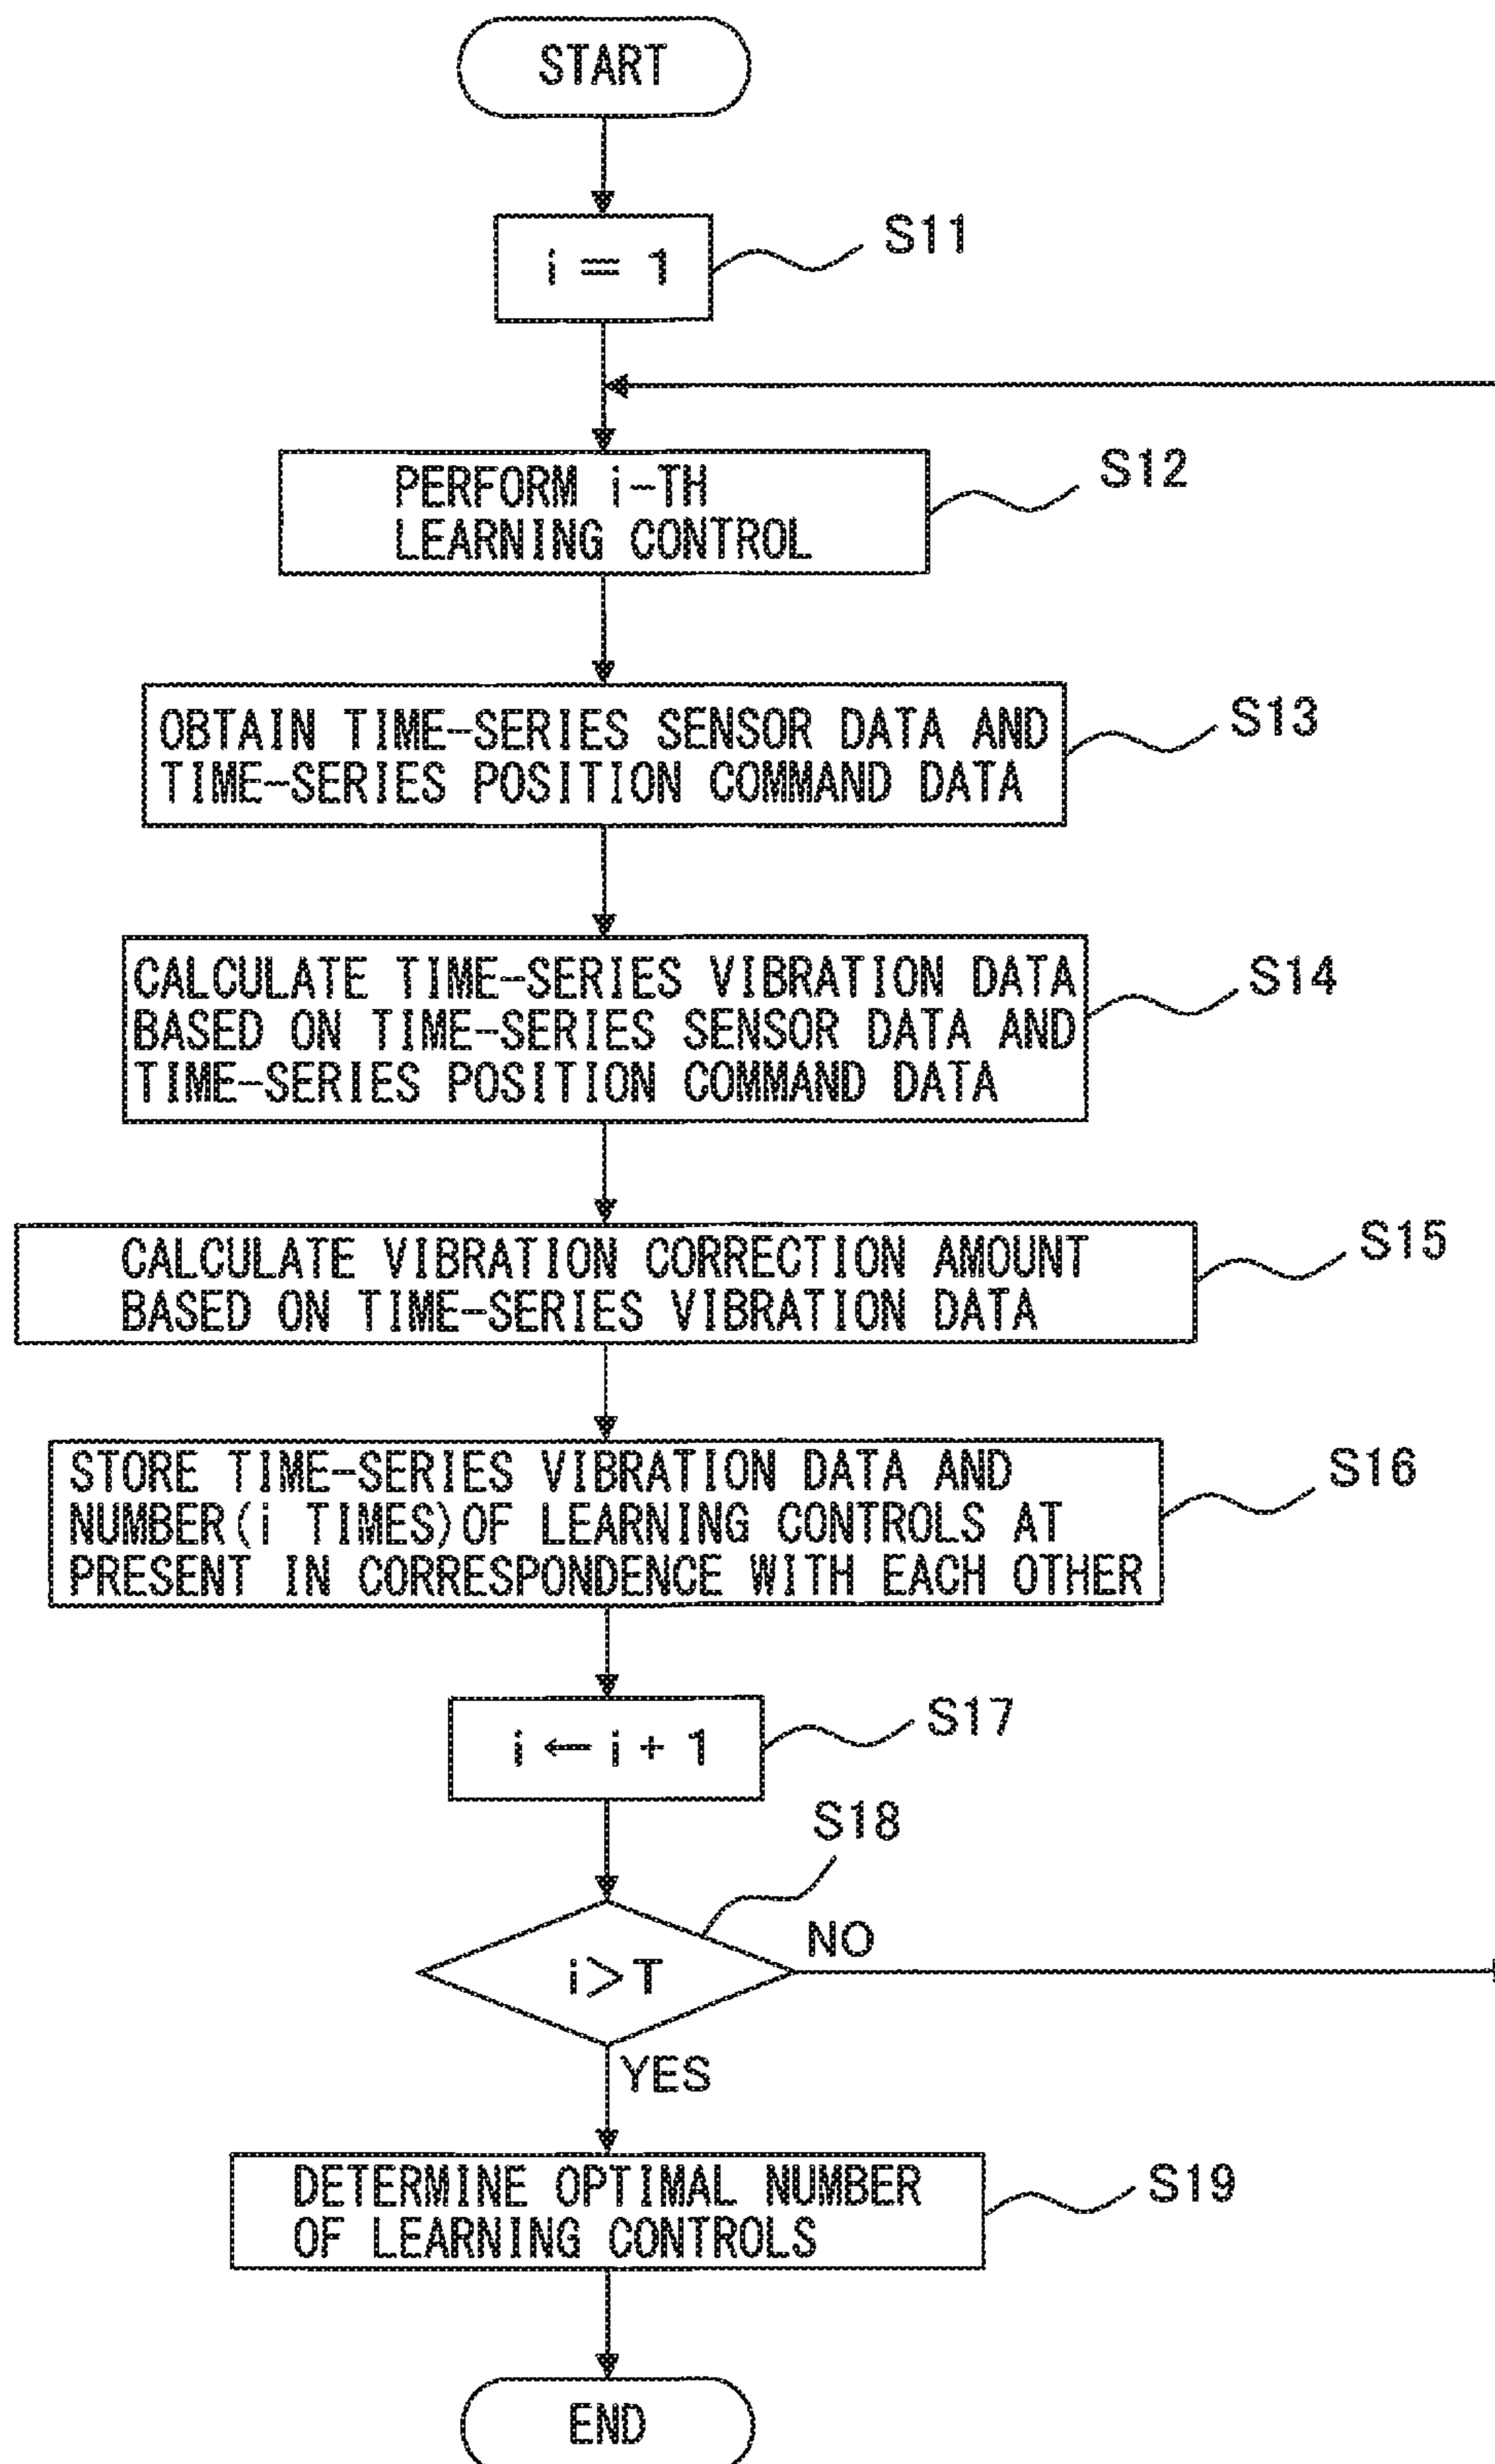 START
i = 1
S11
PERFORM i-TH
LEARNING CONTROL
S12
OBTAIN TIME-SERIES SENSOR DATA AND
TIME-SERIES POSITION COMMAND DATA
S13
CALCULATE TIME-SERIES VIBRATION DATA
BASED ON TIME-SERIES SENSOR DATA AND
TIME-SERIES POSITION COMMAND DATA
S14
CALCULATE VIBRATION CORRECTION AMOUNT
BASED ON TIME-SERIES VIBRATION DATA
S15
STORE TIME-SERIES VIBRATION DATA AND
NUMBER(i TIMES)OF LEARNING CONTROLS AT
PRESENT IN CORRESPONDENCE WITH EACH OTHER
S16
i ← i + 1
S17
S18
i>T
NO
YES
DETERMINE OPTIMAL NUMBER
OF LEARNING CONTROLS
S19
END